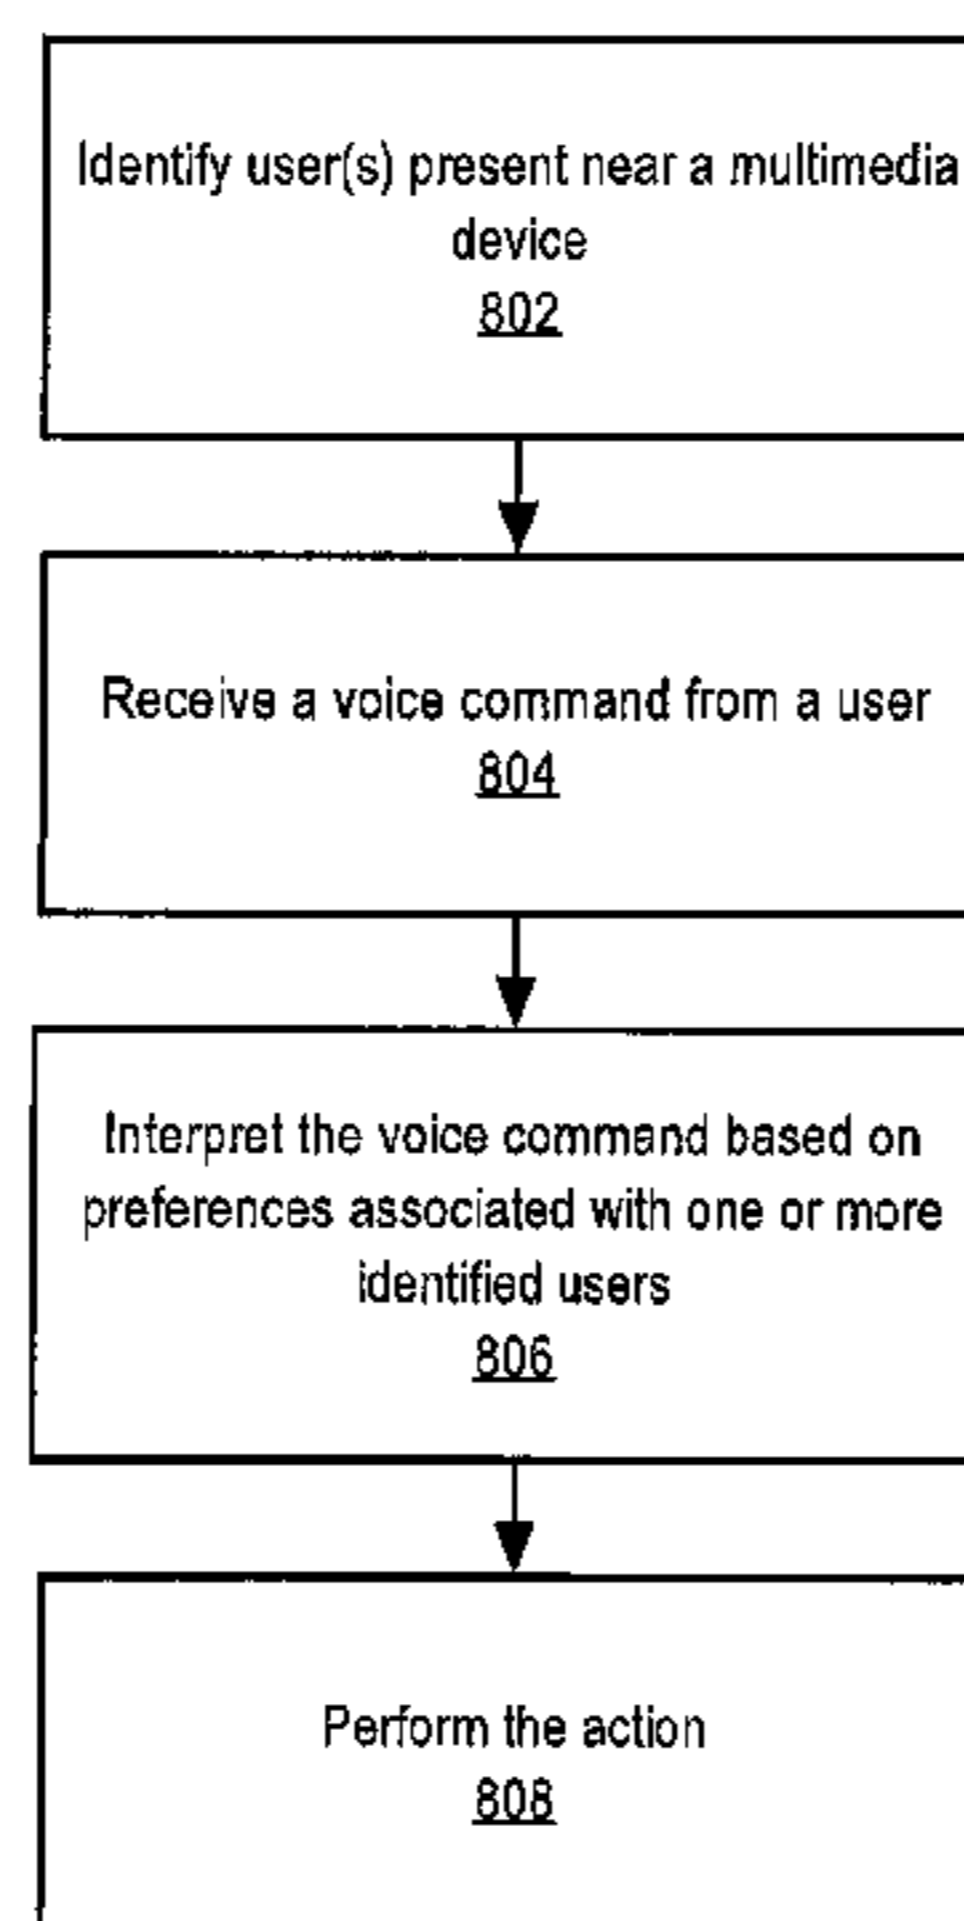 Identify user(s) present near a multimedia
device
802
Receive a voice command from a user
804
Interpret the voice command based on
preferences associated with one or more
identified users
806
Perform the action
808